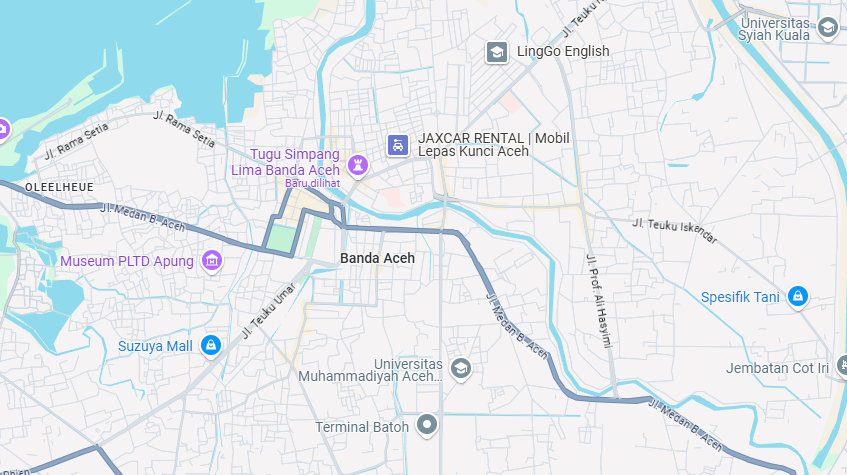 Jl. Teuku
Universitas
Syiah Kuala
LingGo English
Jl. Rama Setia
Jl. Rama Setia
JAXCAR RENTAL | Mobil
Lepas Kunci Aceh
Tugu Simpang
Lima Banda Aceh
Baru dilihat
OLEELHEUE
Jl. Medan B. Aceh
Jl. Teuku Iskandar
Museum PLTD Apung
Banda Aceh
Jl. Prof. Ali Hasyimi
Spesifik Tani
Jl. Teuku Umar
Jl. Medan B. Aceh
Suzuya Mall
Universitas
Muhammadiyah Aceh...
Jembatan Cot Iri
Jl. Medan B. Aceh
Terminal Batoh